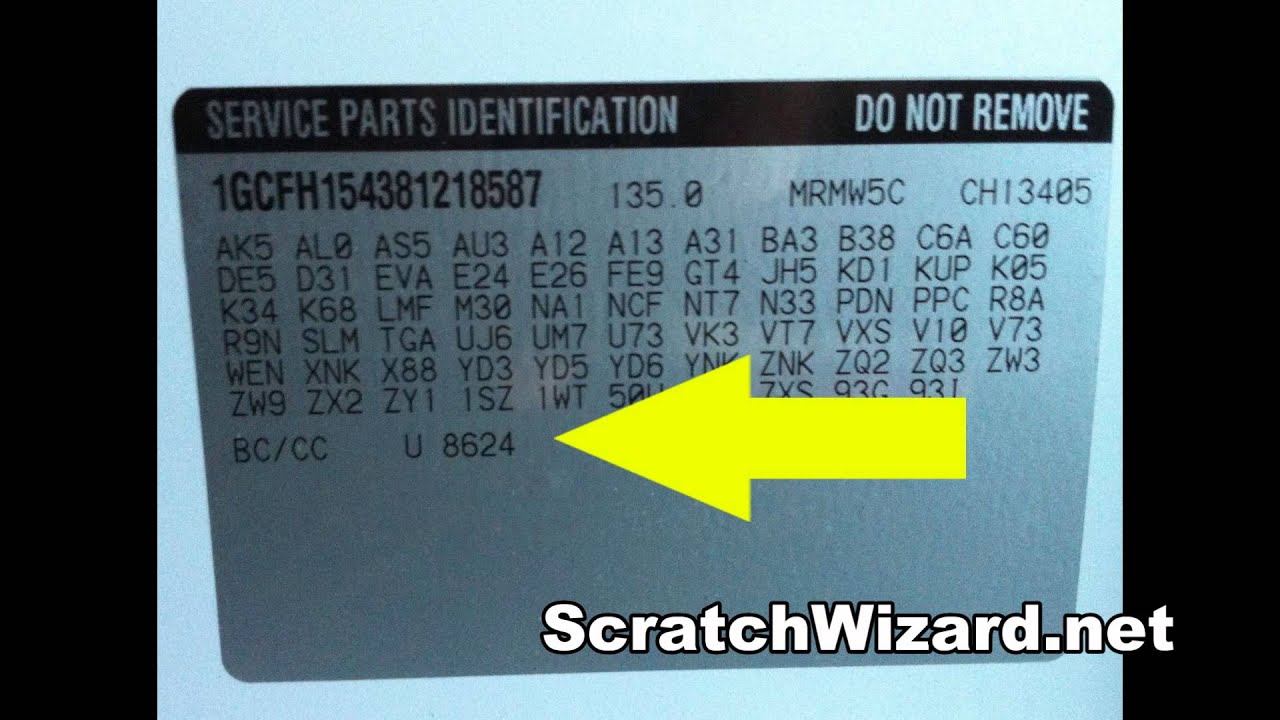 SERVICE PARTS IDENTIFICATION DO NOT REMOVE
1GCFH154381218587 135.0 MRMW5C CH13405
AK5 AL0 AS5 AU3 A12 A13 A31 BA3 B38 C6A C60
DE5 D31 EVA E24 E26 FE9 GT4 JH5 KD1 KUP K05
K34 K68 LMF M30 NA1 NCF NT7 N33 PDN PPC R8A
R9N SLM TGA UJ6 UM7 U73 VK3 VT7 VXS V10 V73
WEN XNK X88 YD3 YD5 YD6 YNK ZNK ZQ2 ZQ3 ZW3
ZW9 ZX2 ZY1 1SZ 1WT ZXS 93G
BC/CC U 8624
ScratchWizard.net